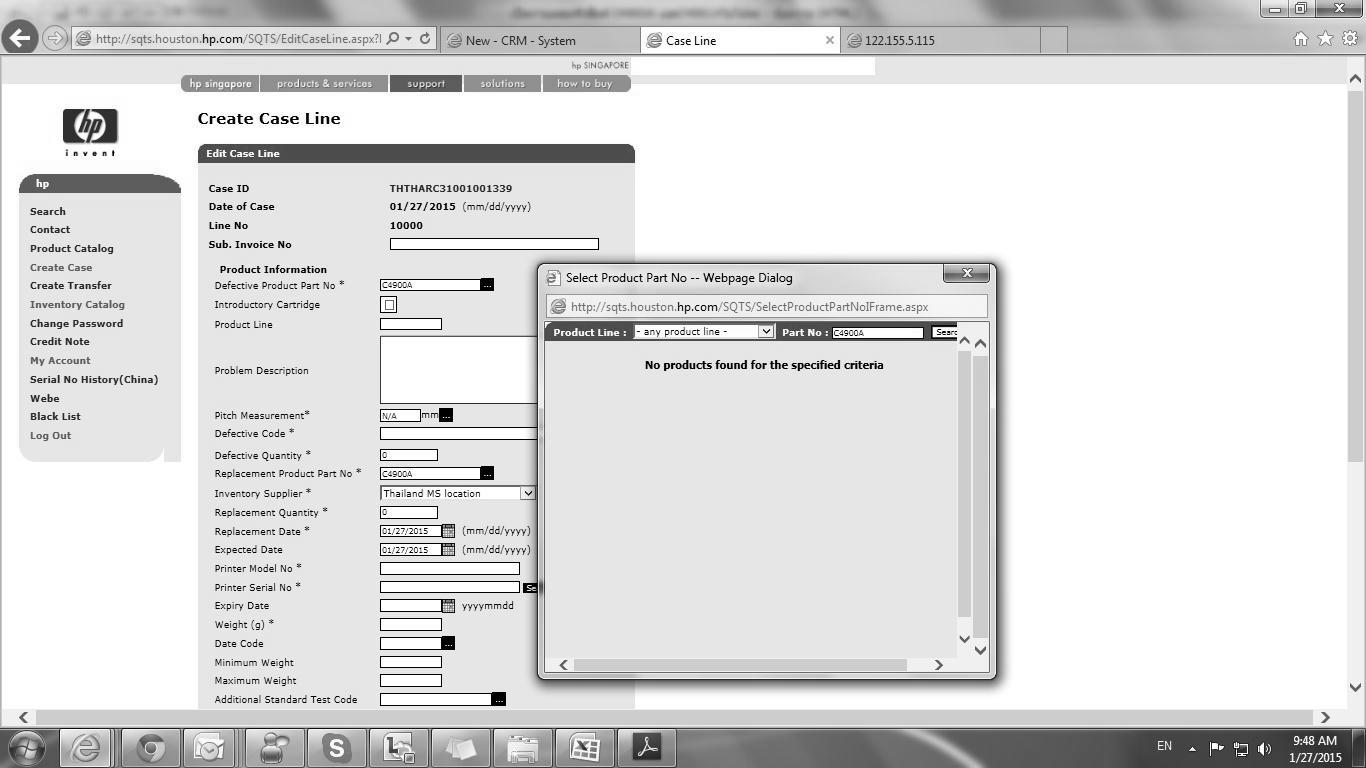 http://sqts.houston.hp.com/SQTS/EditCaseLine.aspx?I
New - CRM - System
Case Line
122.155.5.115
hp SINGAPORE
hp singapore
products & services
support
solutions
how to buy
hp
invent
Create Case Line
Edit Case Line
hp
Search
Contact
Product Catalog
Create Case
Create Transfer
Inventory Catalog
Change Password
Credit Note
My Account
Serial No History(China)
Webe
Black List
Log Out
Case ID THTHARC31001001339
Date of Case 01/27/2015 (mm/dd/yyyy)
Line No 10000
Sub. Invoice No
Product Information
Defective Product Part No * C4900A ...
Introductory Cartridge
Product Line
Problem Description
Pitch Measurement* N/A mm ...
Defective Code *
Defective Quantity * 0
Replacement Product Part No * C4900A ...
Inventory Supplier * Thailand MS location
Replacement Quantity * 0
Replacement Date * 01/27/2015 (mm/dd/yyyy)
Expected Date 01/27/2015 (mm/dd/yyyy)
Printer Model No *
Printer Serial No * Se
Expiry Date yyyymmdd
Weight (g) *
Date Code ...
Minimum Weight
Maximum Weight
Additional Standard Test Code ...
Select Product Part No -- Webpage Dialog
http://sqts.houston.hp.com/SQTS/SelectProductPartNoIFrame.aspx
Product Line : - any product line - Part No : C4900A Searc
No products found for the specified criteria
EN
9:48 AM
1/27/2015